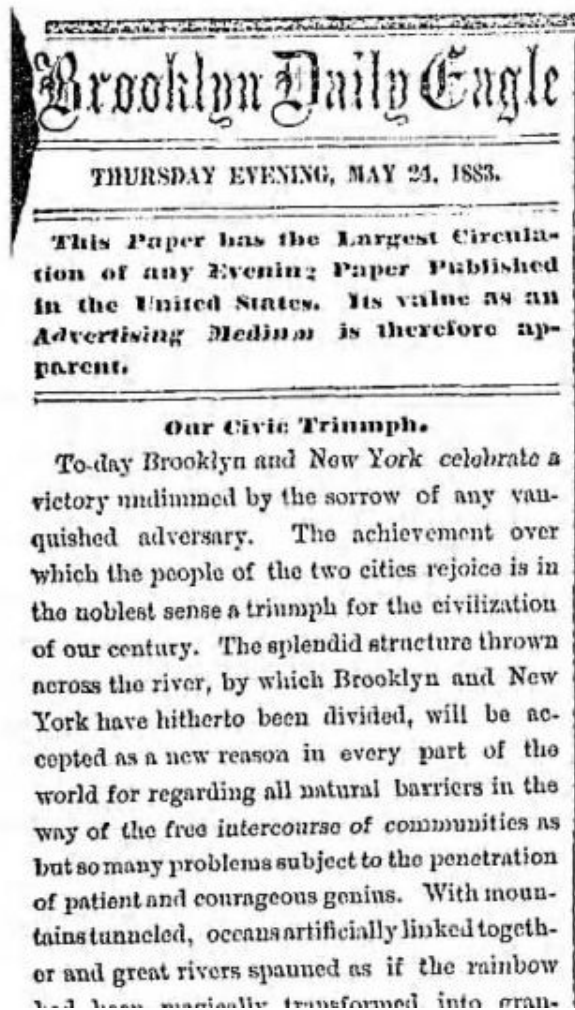 Brooklyn Daily Eagle
THURSDAY EVENING, MAY 24, 1883.
This Paper has the Largest Circula-
tion of any Evening Paper Published
in the United States. Its value as an
Advertising Medium is therefore ap-
parent.
Our Civic Triumph.
To-day Brooklyn and New York celebrate a
victory undimmed by the sorrow of any van-
quished adversary. The achievement over
which the people of the two cities rejoice is in
the noblest sense a triumph for the civilization
of our century. The splendid structure thrown
across the river, by which Brooklyn and New
York have hitherto been divided, will be ac-
cepted as a new reason in every part of the
world for regarding all natural barriers in the
way of the free intercourse of communities as
but so many problems subject to the penetration
of patient and courageous genius. With moun-
tains tunneled, oceans artificially linked togeth-
er and great rivers spanned as if the rainbow
had been magically transformed into gran-